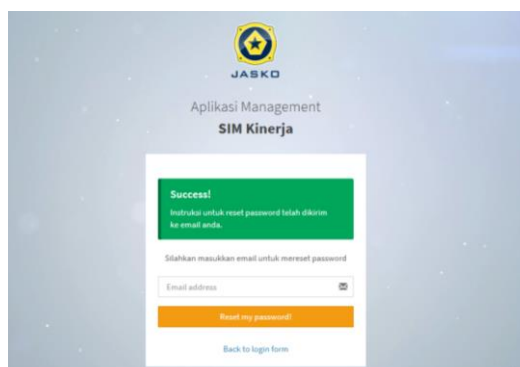 JASKO
Aplikasi Management
SIM Kinerja
Success!
Instruksi untuk reset password telah dikirim
ke email anda.
Silahkan masukkan email untuk mereset password
Email address
Reset my password!
Back to login form